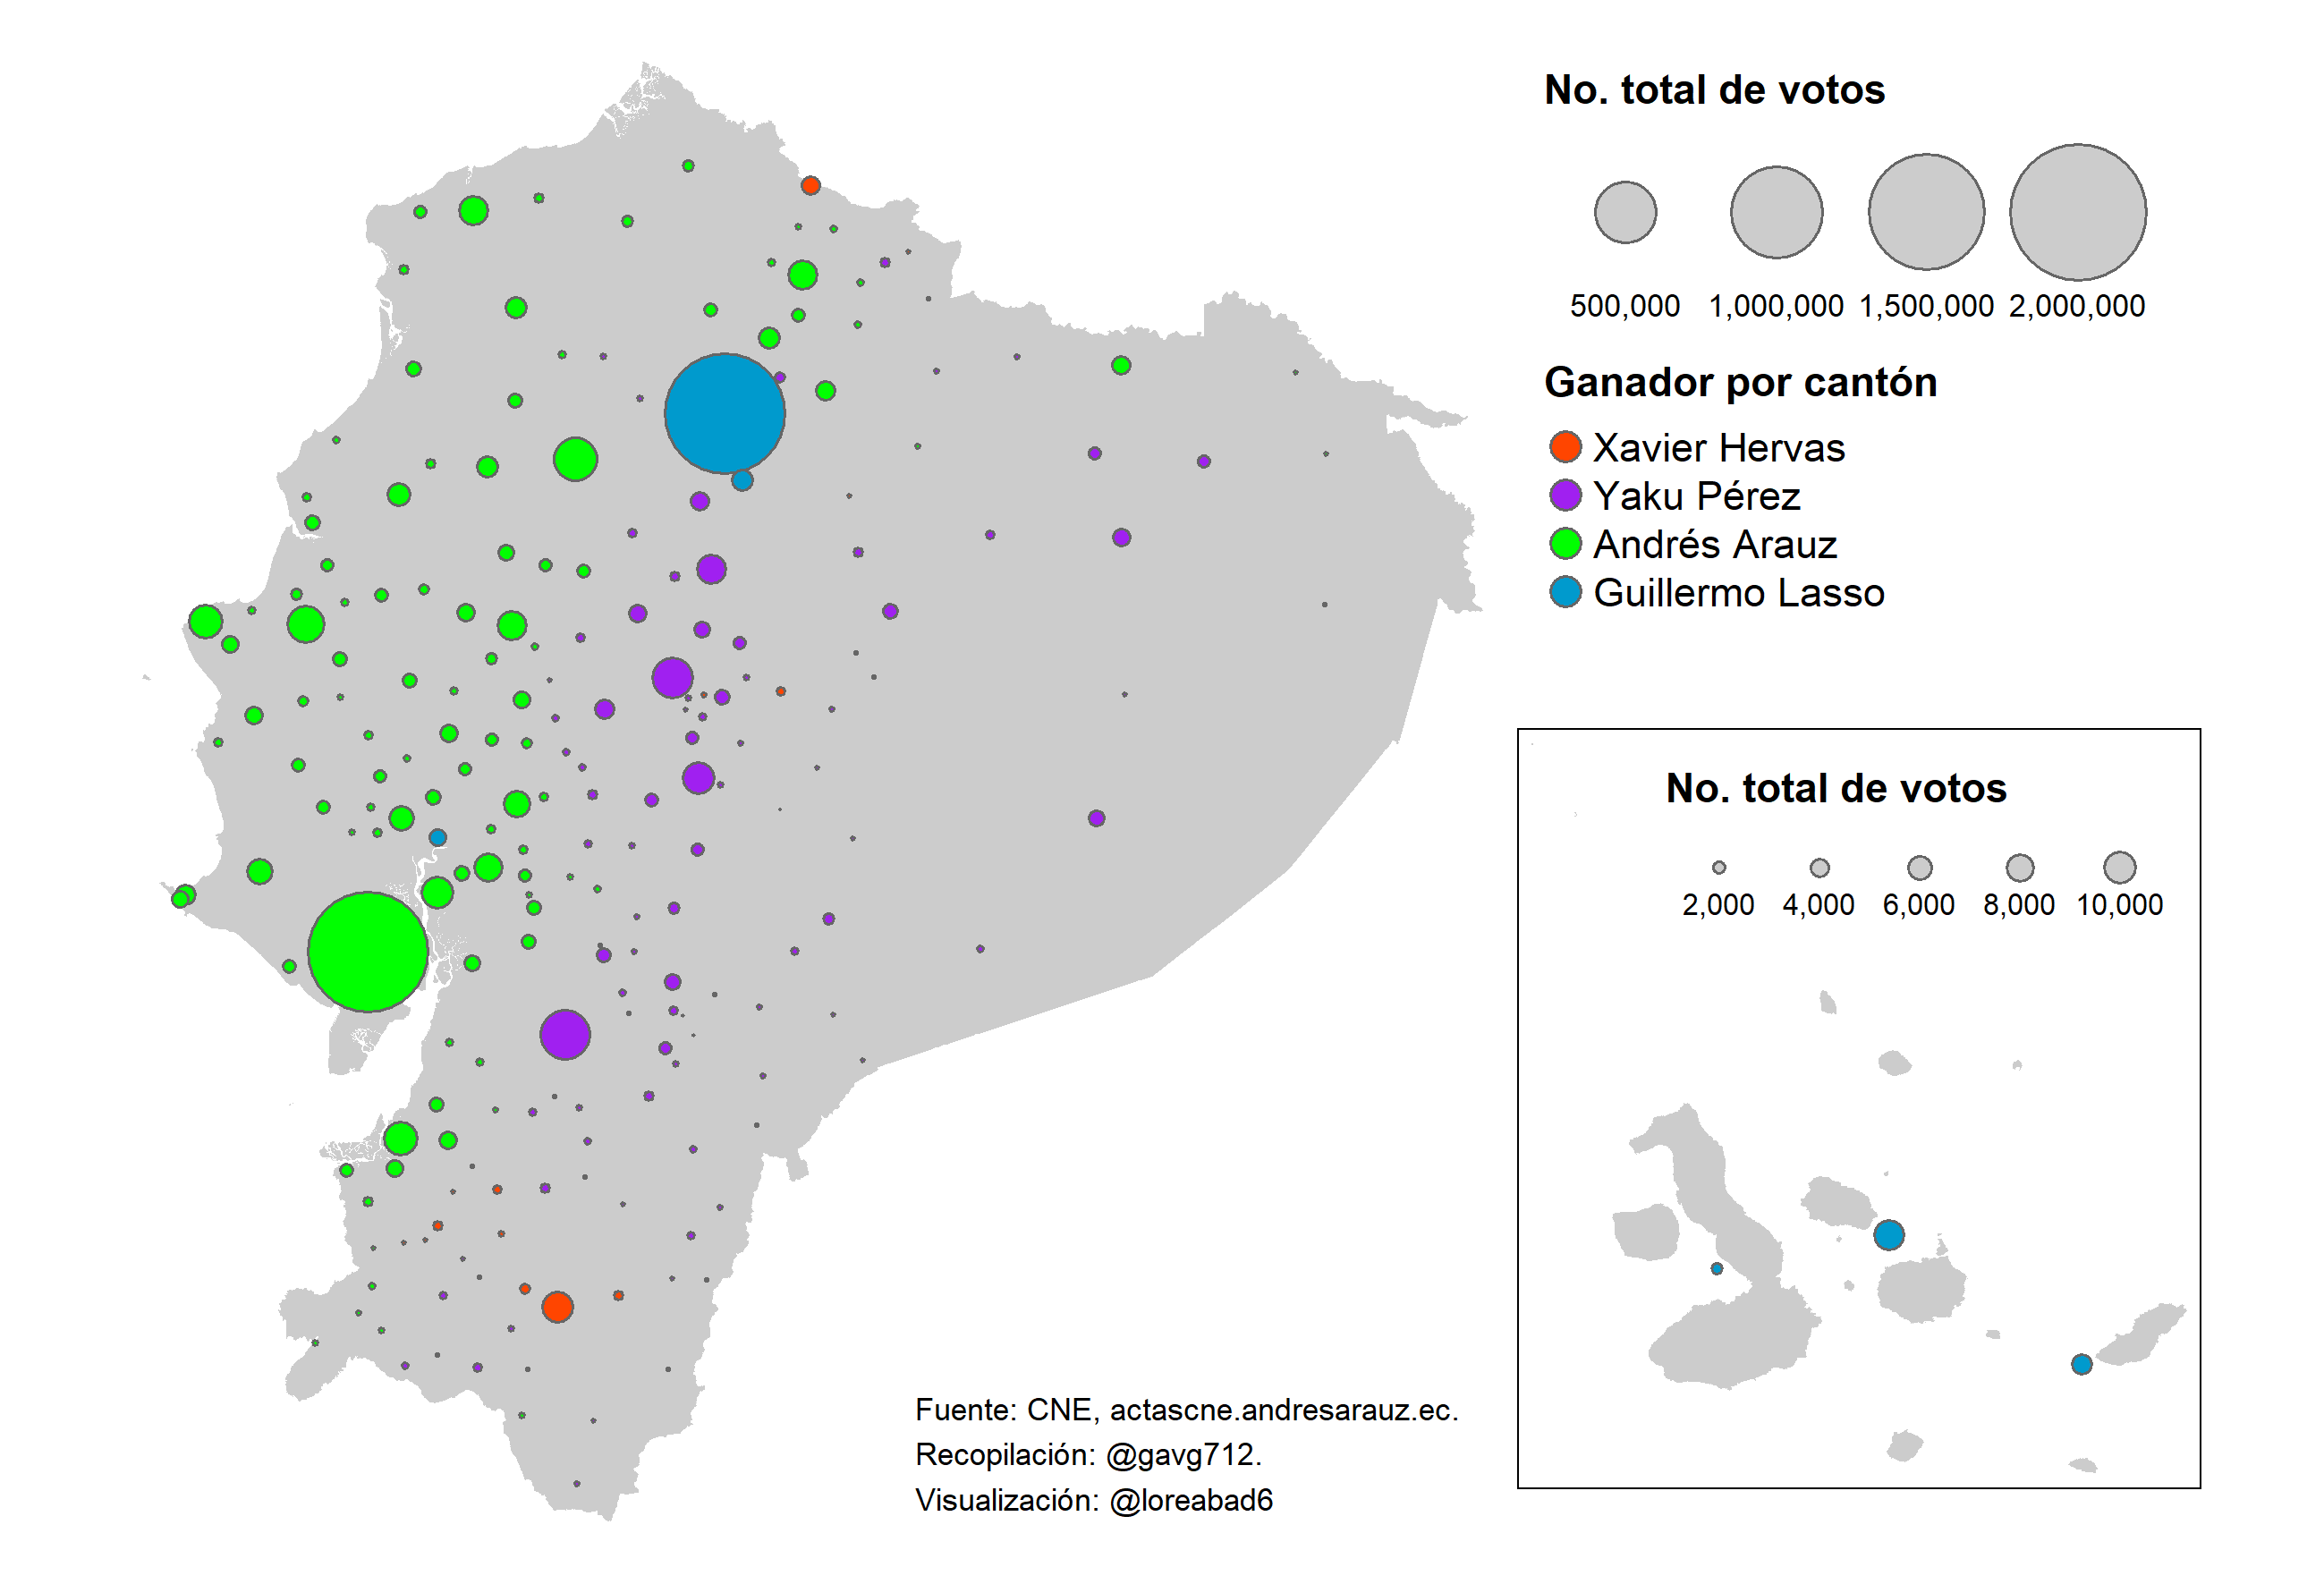 No. total de votos
500,000 1,000,000 1,500,000 2,000,000
Ganador por cantón
Xavier Hervas
Yaku Pérez
Andrés Arauz
Guillermo Lasso
No. total de votos
2,000 4,000 6,000 8,000 10,000
Fuente: CNE, actascne.andresarauz.ec.
Recopilación: @gavg712.
Visualización: @loreabad6